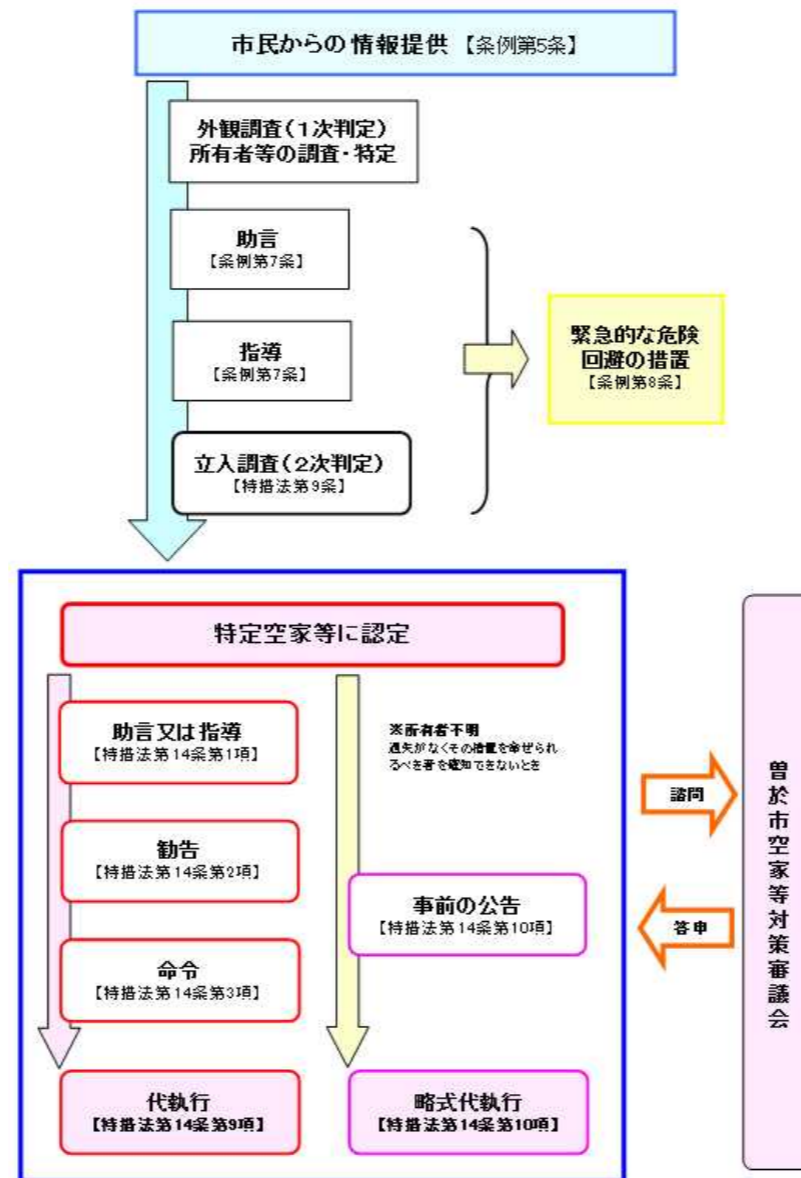 市民からの情報提供 【条例第5条】
外観調査(1次判定)
所有者等の調査・特定
助言
【条例第7条】
指導
【条例第7条】
緊急的な危険
回避の措置
【条例第8条】
立入調査(2次判定)
【特措法第9条】
特定空家等に認定
助言又は指導
【特措法第14条第1項】
※所有者不明
過失がなくその措置を命ぜられ
るべき者を確知できないとき
勧告
【特措法第14条第2項】
事前の公告
【特措法第14条第10項】
命令
【特措法第14条第3項】
代執行
【特措法第14条第9項】
略式代執行
【特措法第14条第10項】
諮問
答申
曽於市空家等対策審議会